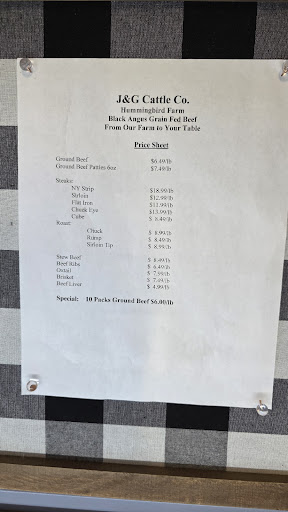 J&G Cattle Co.
Hummingbird Farm
Black Angus Grain Fed Beef
From Our Farm to Your Table
Price Sheet
Ground Beef $6.49/lb
Ground Beef Patties 6oz $7.49/lb
Steaks:
NY Strip $18.99/lb
Sirloin $12.99/lb
Flat Iron $11.99/lb
Chuck Eye $13.99/lb
Cube $ 8.49/lb
Roast:
Chuck $ 8.99/lb
Rump $ 8.49/lb
Sirloin Tip $ 8.99/lb
Stew Beef $ 8.49/lb
Beef Ribs $ 6.49/lb
Oxtail $ 7.99/lb
Brisket $ 7.49/lb
Beef Liver $ 4.99/lb
Special: 10 Packs Ground Beef $6.00/lb